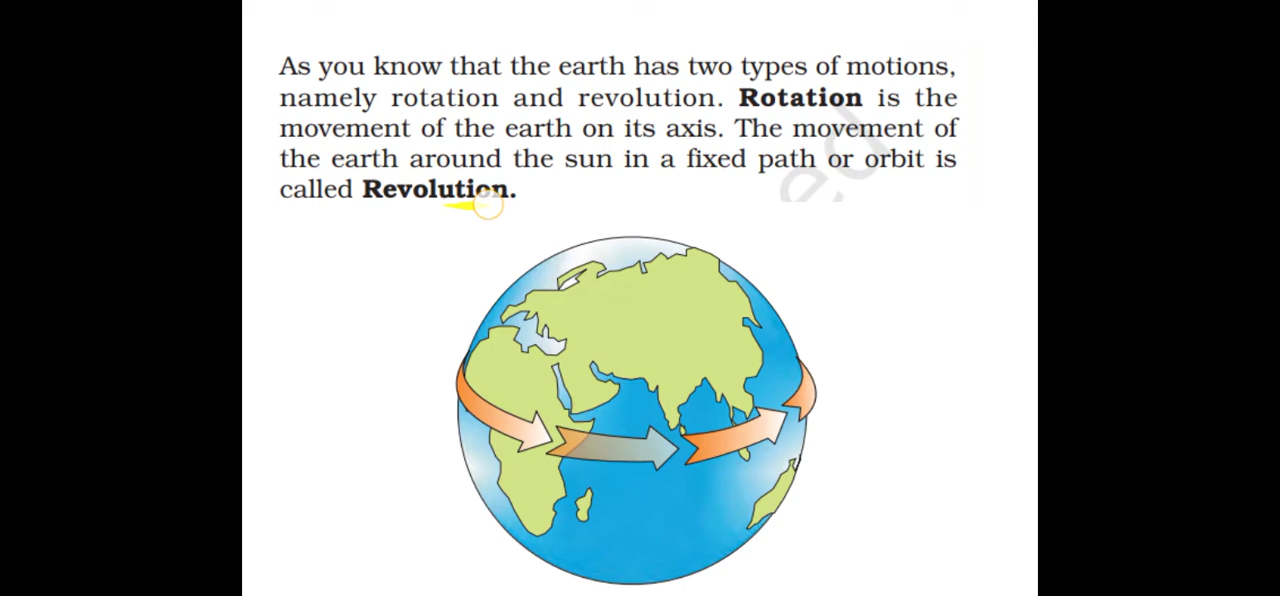 As you know that the earth has two types of motions,
namely rotation and revolution. Rotation is the
movement of the earth on its axis. The movement of
the earth around the sun in a fixed path or orbit is
called Revolution.